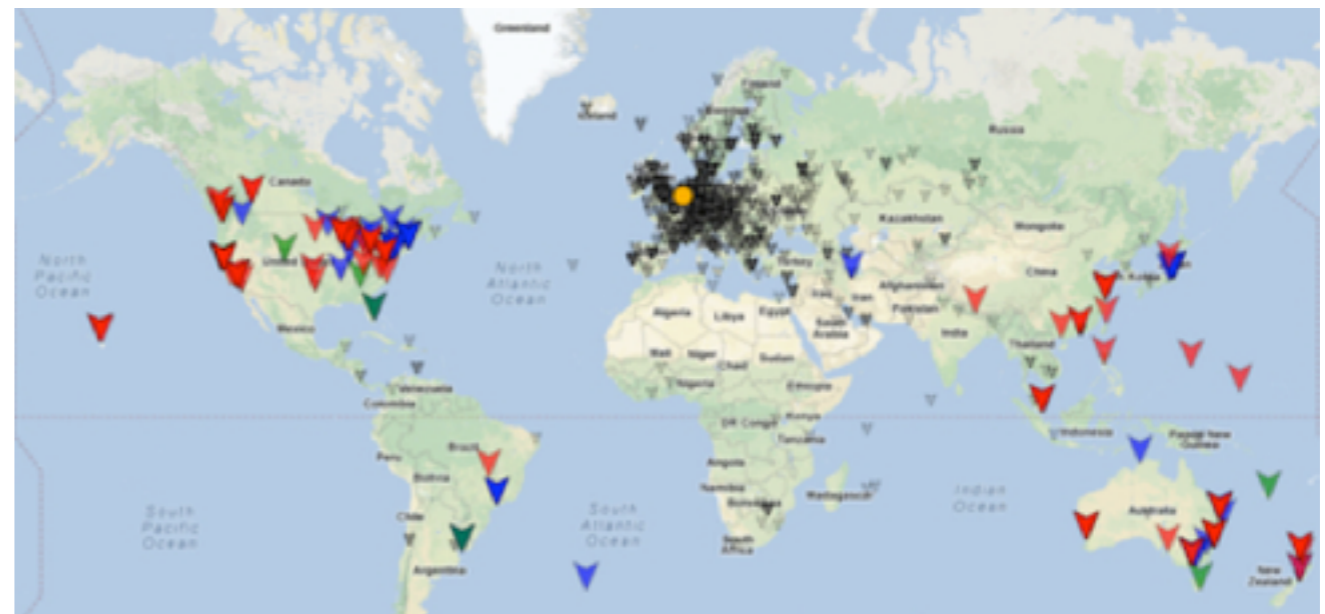 Greenland
Finland
Iceland
Russia
Canada
Kazakhstan
Mongolia
North
Pacific
Ocean
United
North
Atlantic
Ocean
Turkey
China
Iraq
Iran
Afghanistan
Pakistan
Algeria
Libya
Egypt
Saudi
Arabia
India
Mexico
Thailand
Mali
Niger
Chad
Sudan
Nigeria
Ethiopia
Venezuela
Colombia
DR Congo
Kenya
Tanzania
Indonesia
Papua New
Guinea
Brazil
Peru
Bolivia
Angola
Namibia
Botswana
Madagascar
Indian
Ocean
Australia
South
Pacific
Ocean
Chile
South
Atlantic
Ocean
South
Africa
Argentina
New
Zealand